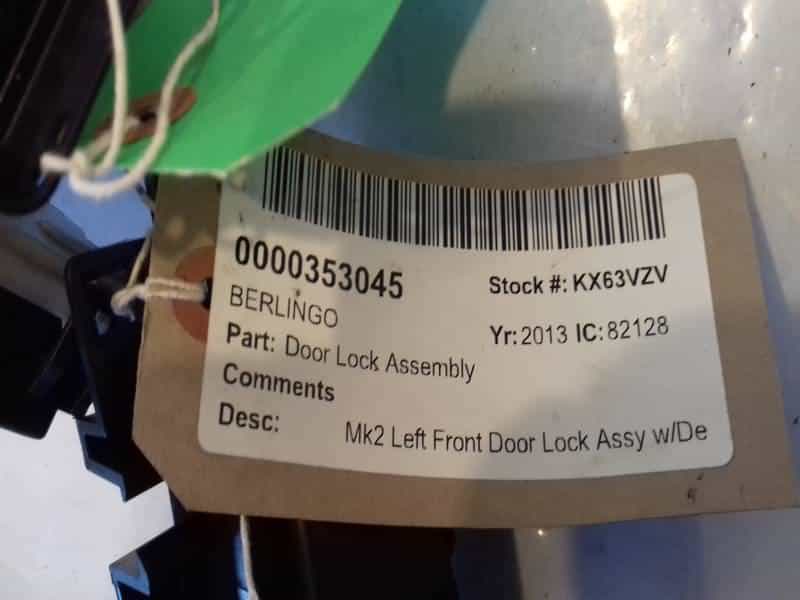 0000353045
Stock #: KX63VZV
BERLINGO
Yr: 2013 IC: 82128
Part: Door Lock Assembly
Comments
Desc: Mk2 Left Front Door Lock Assy w/De